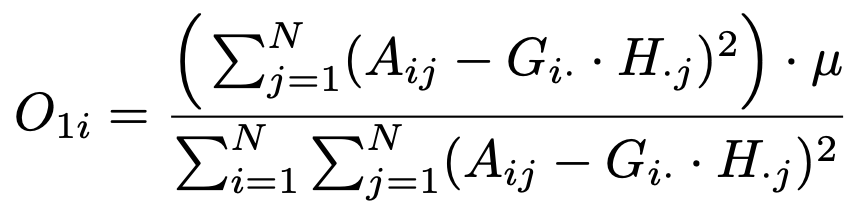 $$O_{1i} = \frac{\left(\sum_{j=1}^{N}(A_{ij} - G_{i\cdot} \cdot H_{\cdot j})^2\right) \cdot \mu}{\sum_{i=1}^{N}\sum_{j=1}^{N}(A_{ij} - G_{i\cdot} \cdot H_{\cdot j})^2}$$